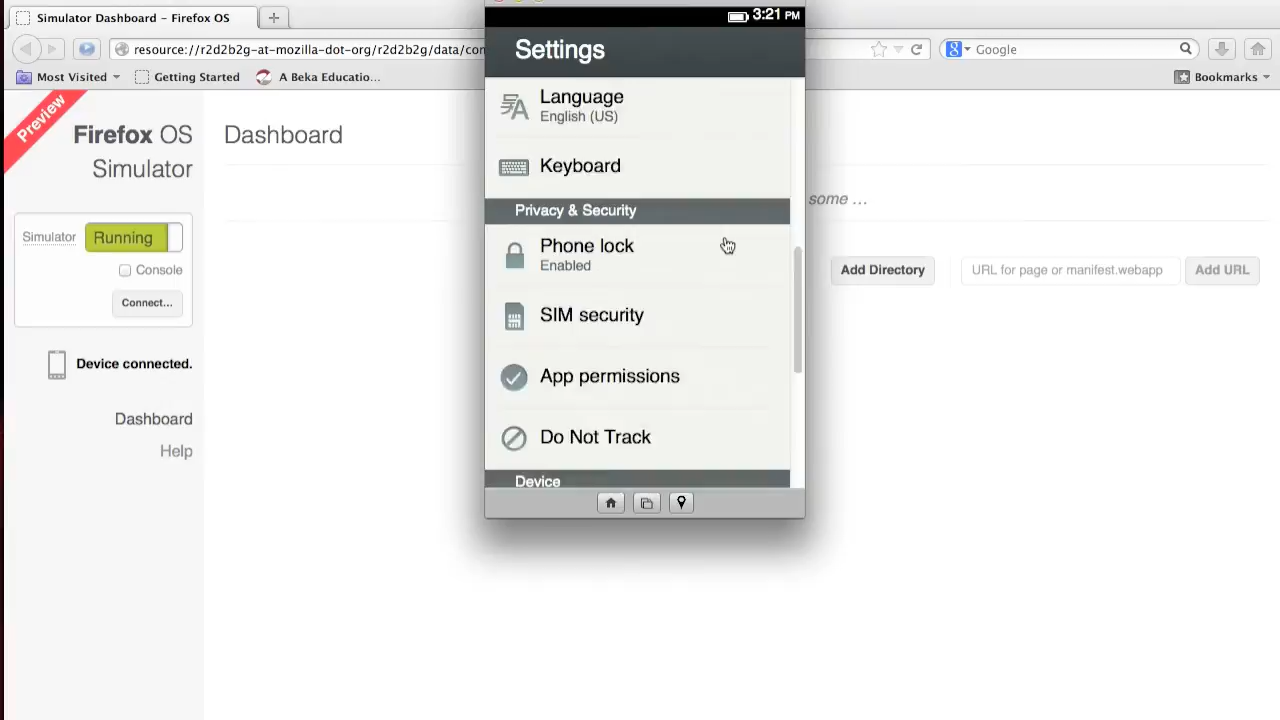 Simulator Dashboard – Firefox OS
3:21 PM
resource://r2d2b2g-at-mozilla-dot-org/r2d2b2g/data/con
Google
Most Visited
Getting Started
A Beka Educatio...
Bookmarks
Preview
Firefox OS
Simulator
Dashboard
Simulator
Running
Console
Connect...
Device connected.
Dashboard
Help
Settings
Language
English (US)
Keyboard
Privacy & Security
Phone lock
Enabled
SIM security
App permissions
Do Not Track
Device
some …
Add Directory
URL for page or manifest.webapp
Add URL